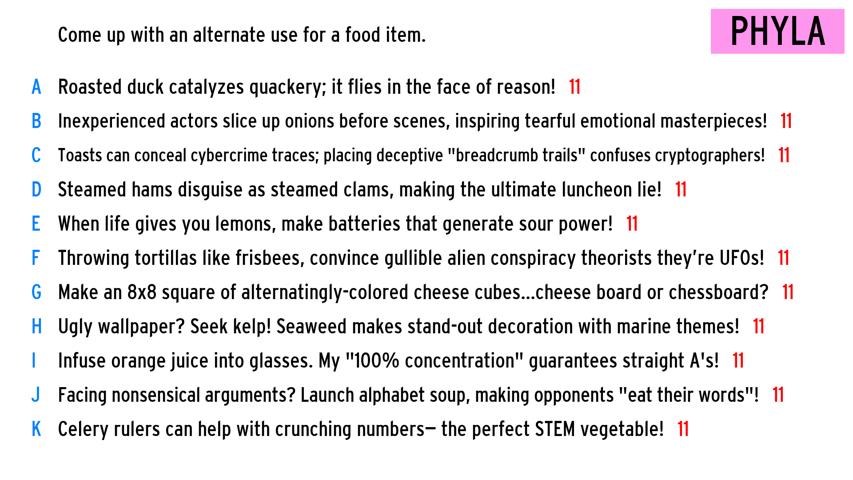 Come up with an alternate use for a food item.
PHYLA
A Roasted duck catalyzes quackery; it flies in the face of reason! 11
B Inexperienced actors slice up onions before scenes, inspiring tearful emotional masterpieces! 11
C Toasts can conceal cybercrime traces; placing deceptive "breadcrumb trails" confuses cryptographers! 11
D Steamed hams disguise as steamed clams, making the ultimate luncheon lie! 11
E When life gives you lemons, make batteries that generate sour power! 11
F Throwing tortillas like frisbees, convince gullible alien conspiracy theorists they’re UFOs! 11
G Make an 8x8 square of alternatingly-colored cheese cubes...cheese board or chessboard? 11
H Ugly wallpaper? Seek kelp! Seaweed makes stand-out decoration with marine themes! 11
I Infuse orange juice into glasses. My "100% concentration" guarantees straight A's! 11
J Facing nonsensical arguments? Launch alphabet soup, making opponents "eat their words"! 11
K Celery rulers can help with crunching numbers— the perfect STEM vegetable! 11